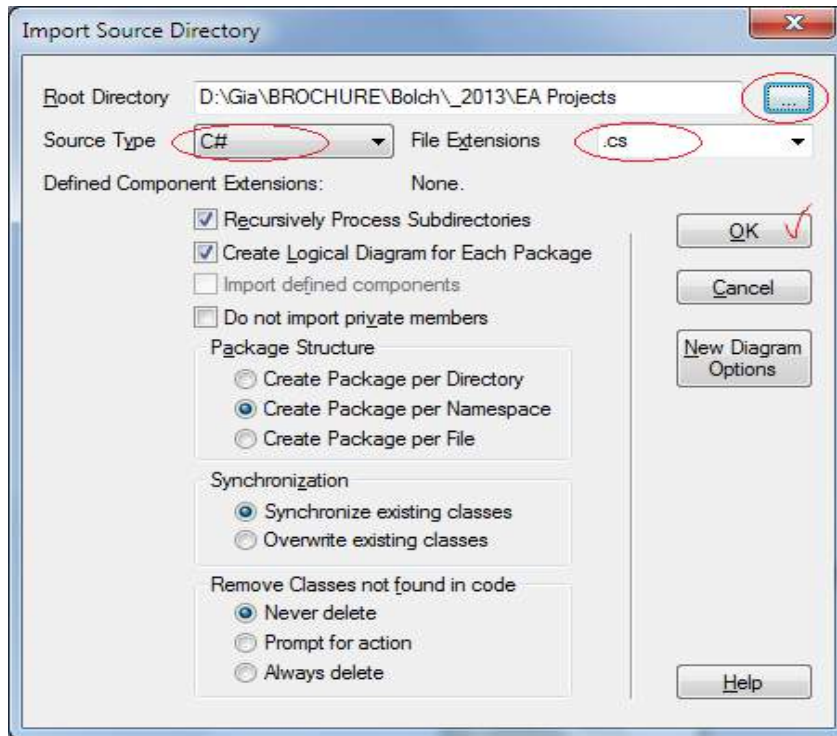 Import Source Directory
Root Directory D:\Gia\BROCHURE\Bolch\_2013\EA Projects ...
Source Type C# File Extensions .cs
Defined Component Extensions: None.
Recursively Process Subdirectories
Create Logical Diagram for Each Package
Import defined components
Do not import private members
Package Structure
Create Package per Directory
Create Package per Namespace
Create Package per File
Synchronization
Synchronize existing classes
Overwrite existing classes
Remove Classes not found in code
Never delete
Prompt for action
Always delete
OK
Cancel
New Diagram
Options
Help